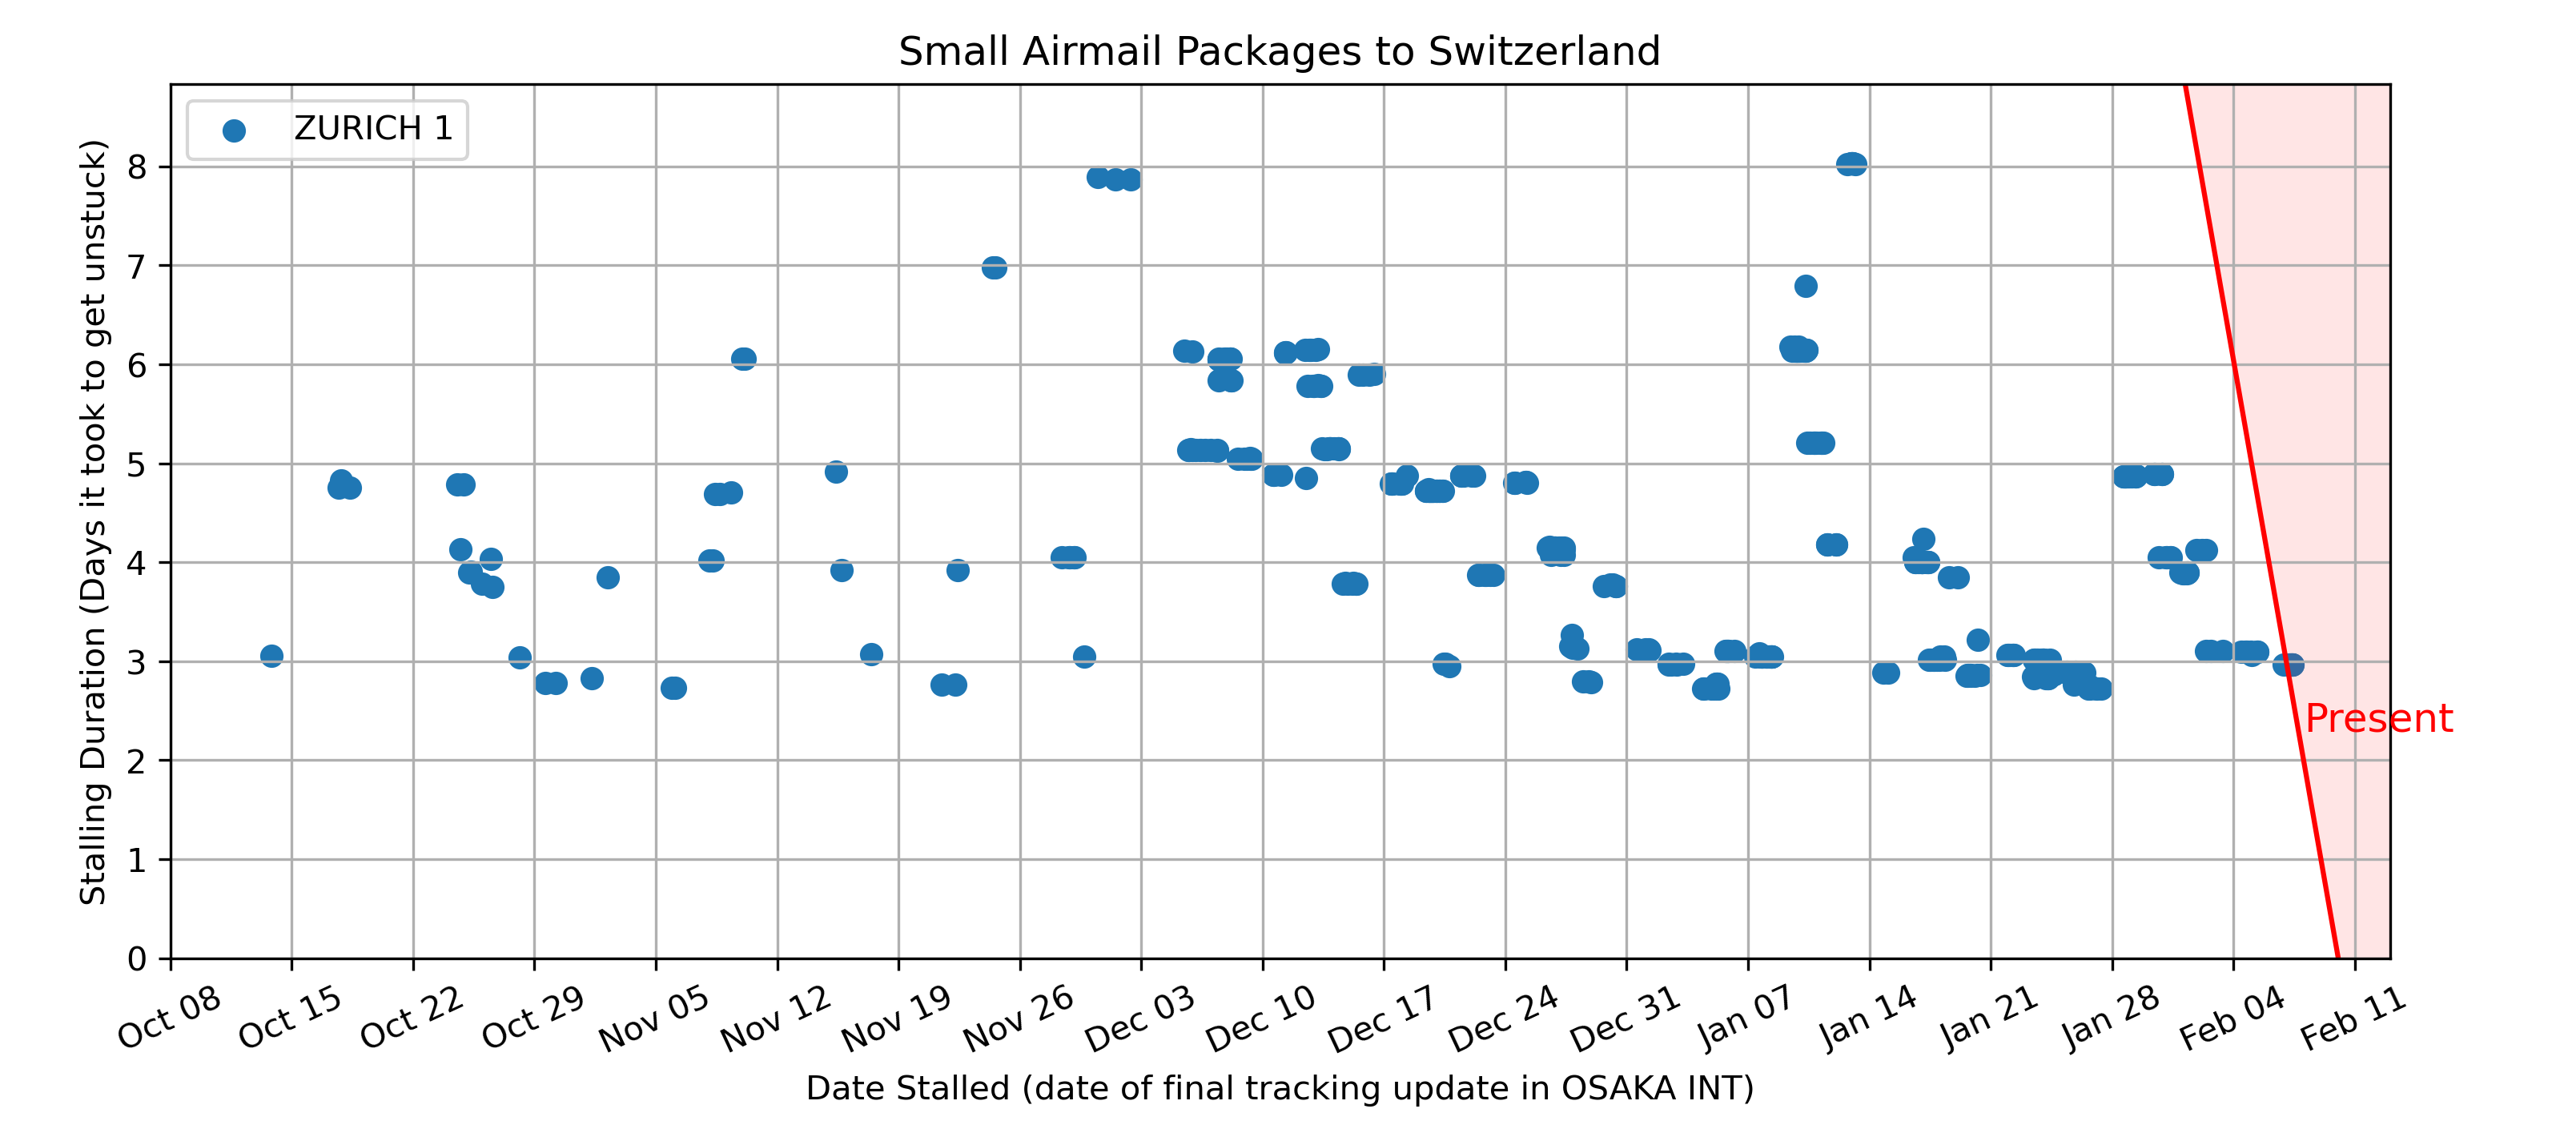 Small Airmail Packages to Switzerland
ZURICH 1
Stalling Duration (Days it took to get unstuck)
8
7
6
5
4
3
2
1
0
Present
Oct 08 Oct 15 Oct 22 Oct 29 Nov 05 Nov 12 Nov 19 Nov 26 Dec 03 Dec 10 Dec 17 Dec 24 Dec 31 Jan 07 Jan 14 Jan 21 Jan 28 Feb 04 Feb 11
Date Stalled (date of final tracking update in OSAKA INT)